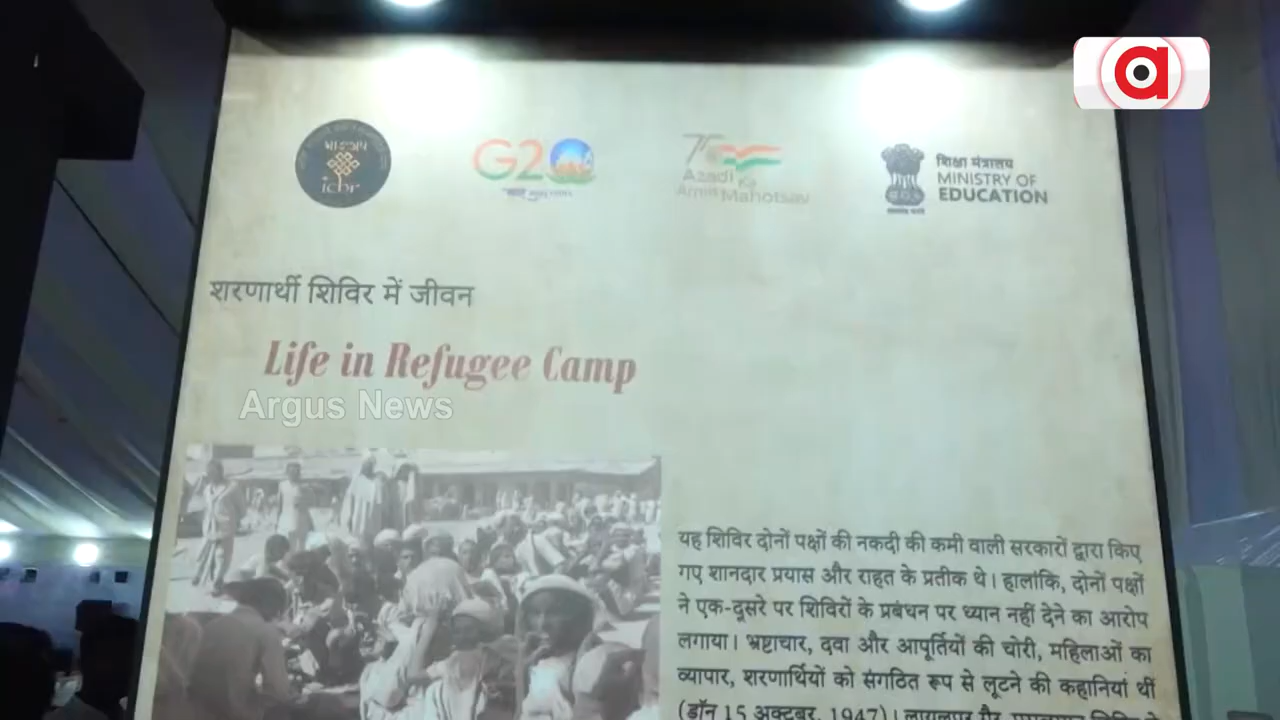 a
ichr
G20
75
Azadi Ka
Amrit Mahotsav
शिक्षा मंत्रालय
MINISTRY OF
EDUCATION
शरणार्थी शिविर में जीवन
Life in Refugee Camp
Argus News
यह शिविर दोनों पक्षों की नकदी की कमी वाली सरकारों द्वारा किए
गए शानदार प्रयास और राहत के प्रतीक थे। हालांकि, दोनों पक्षों
ने एक-दूसरे पर शिविरों के प्रबंधन पर ध्यान नहीं देने का आरोप
लगाया। भ्रष्टाचार, दवा और आपूर्तियों की चोरी, महिलाओं का
व्यापार, शरणार्थियों को संगठित रूप से लूटने की कहानियां थीं
(डॉन 15 अक्टूबर, 1947)।